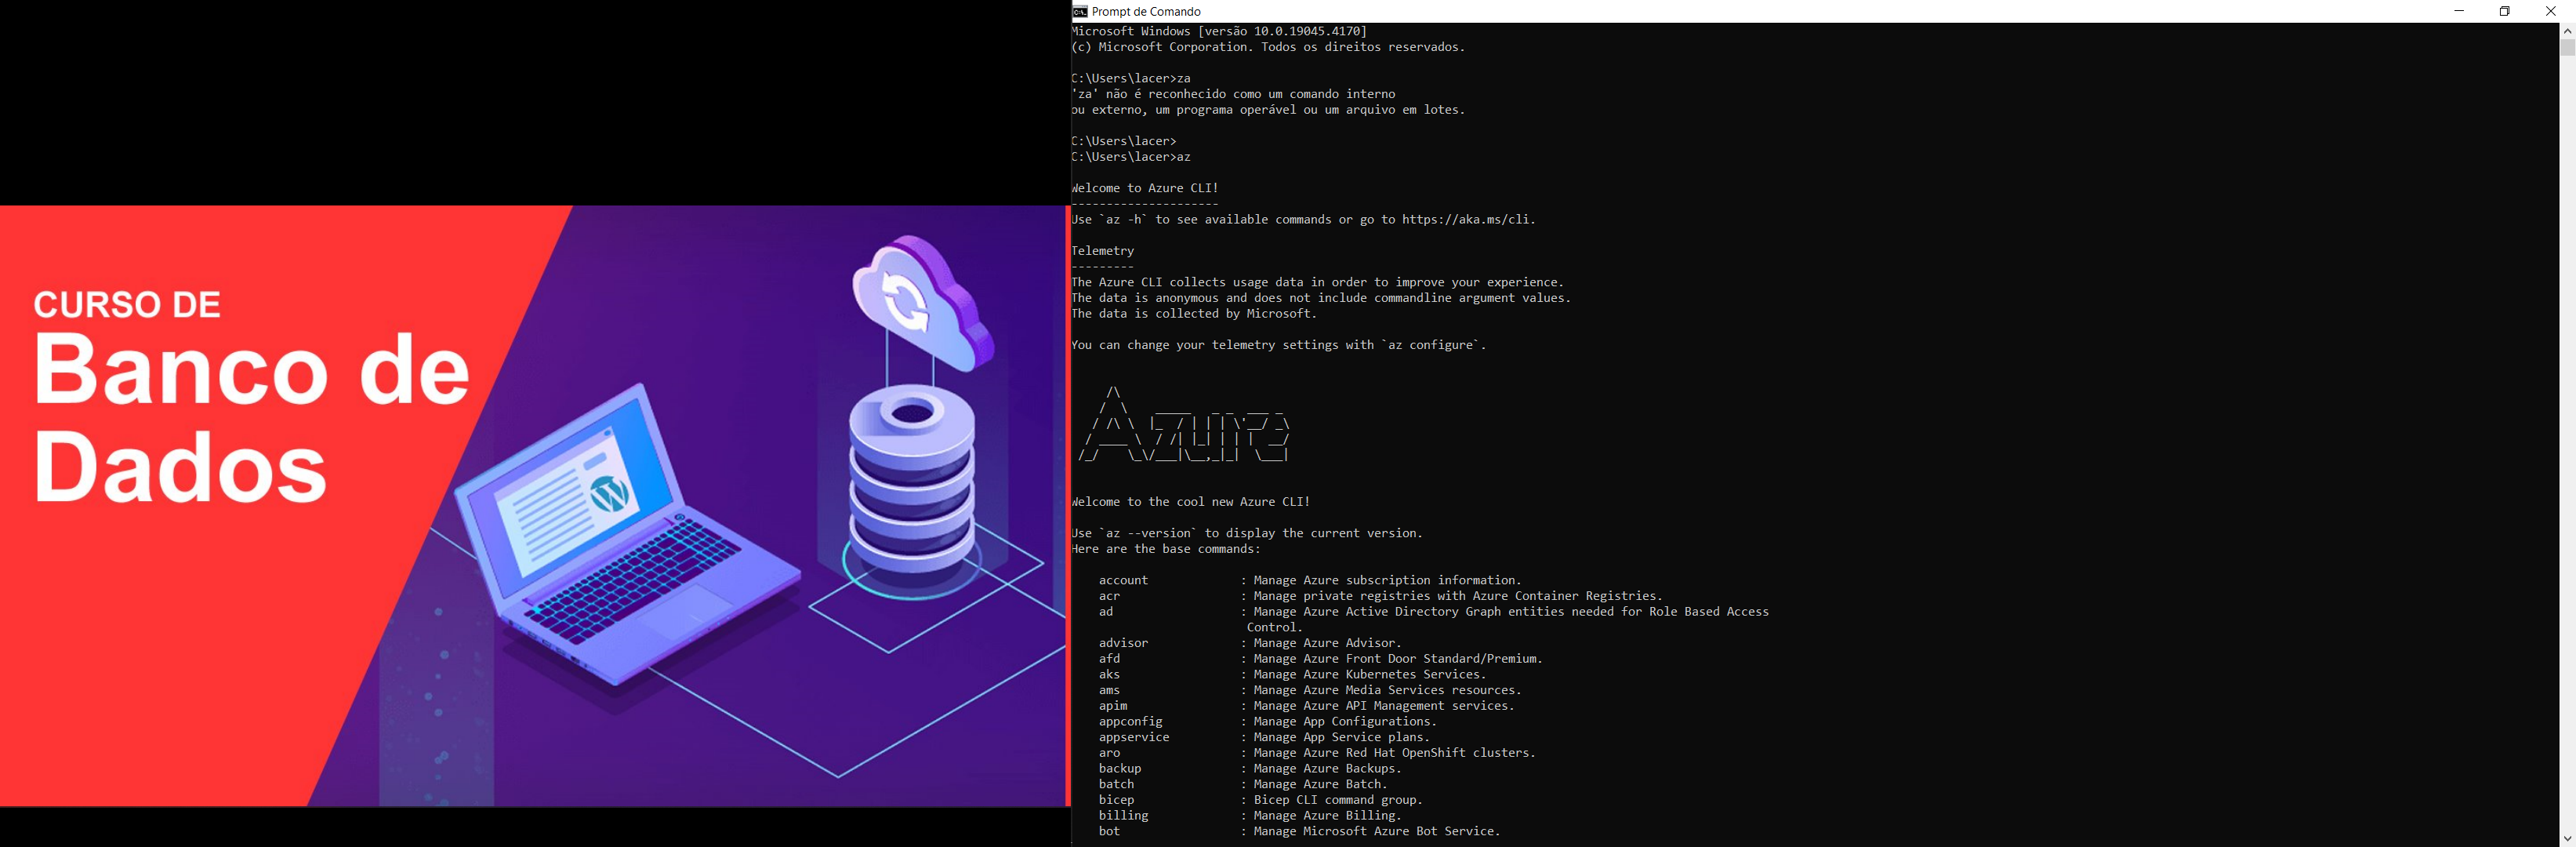 CURSO DE
Banco de
Dados
Prompt de Comando
Microsoft Windows [versão 10.0.19045.4170]
(c) Microsoft Corporation. Todos os direitos reservados.
C:\Users\lacer>za
'za' não é reconhecido como um comando interno
ou externo, um programa operável ou um arquivo em lotes.
C:\Users\lacer>
C:\Users\lacer>az
Welcome to Azure CLI!
---------------------
Use `az -h` to see available commands or go to https://aka.ms/cli.
Telemetry
---------
The Azure CLI collects usage data in order to improve your experience.
The data is anonymous and does not include commandline argument values.
The data is collected by Microsoft.
You can change your telemetry settings with `az configure`.
Azure
Welcome to the cool new Azure CLI!
Use `az --version` to display the current version.
Here are the base commands:
account : Manage Azure subscription information.
acr : Manage private registries with Azure Container Registries.
ad : Manage Azure Active Directory Graph entities needed for Role Based Access
Control.
advisor : Manage Azure Advisor.
afd : Manage Azure Front Door Standard/Premium.
aks : Manage Azure Kubernetes Services.
ams : Manage Azure Media Services resources.
apim : Manage Azure API Management services.
appconfig : Manage App Configurations.
appservice : Manage App Service plans.
aro : Manage Azure Red Hat OpenShift clusters.
backup : Manage Azure Backups.
batch : Manage Azure Batch.
bicep : Bicep CLI command group.
billing : Manage Azure Billing.
bot : Manage Microsoft Azure Bot Service.